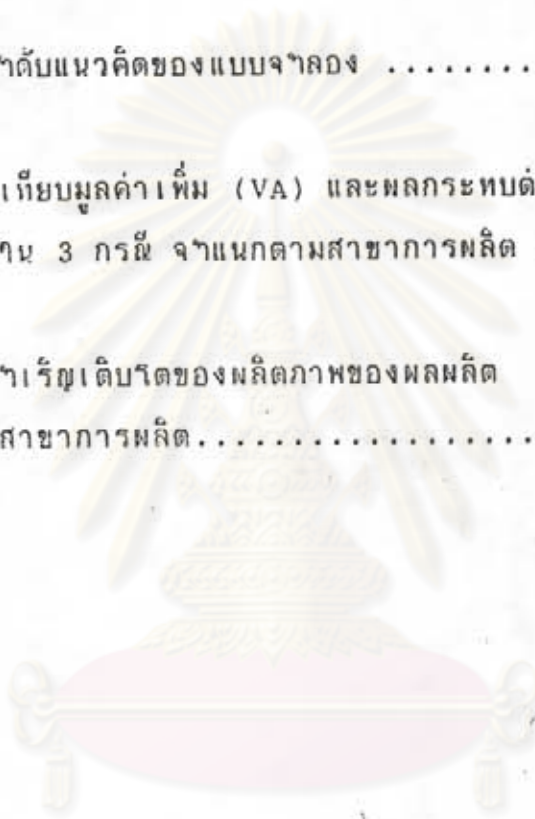 ำดับแนวคิดของแบบจำลอง ........
เทียบมูลค่าเพิ่ม (VA) และผลกระทบด่
าน 3 กรณี จำแนกตามสาขาการผลิต
ำเริญเติบโตของผลิตภาพของผลผลิต
สาขาการผลิต..................